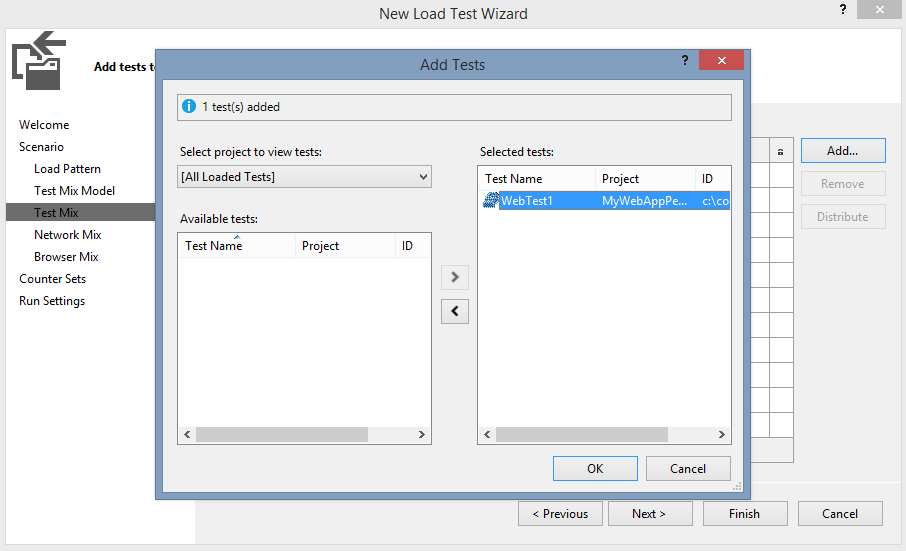 New Load Test Wizard
?
Add tests to
Welcome
Scenario
Load Pattern
Test Mix Model
Test Mix
Network Mix
Browser Mix
Counter Sets
Run Settings
Add Tests
?
1 test(s) added
Select project to view tests:
[All Loaded Tests]
Available tests:
Test Name Project ID
Selected tests:
Test Name Project ID
WebTest1 MyWebAppPe... c:\co
OK Cancel
Add...
Remove
Distribute
< Previous Next > Finish Cancel